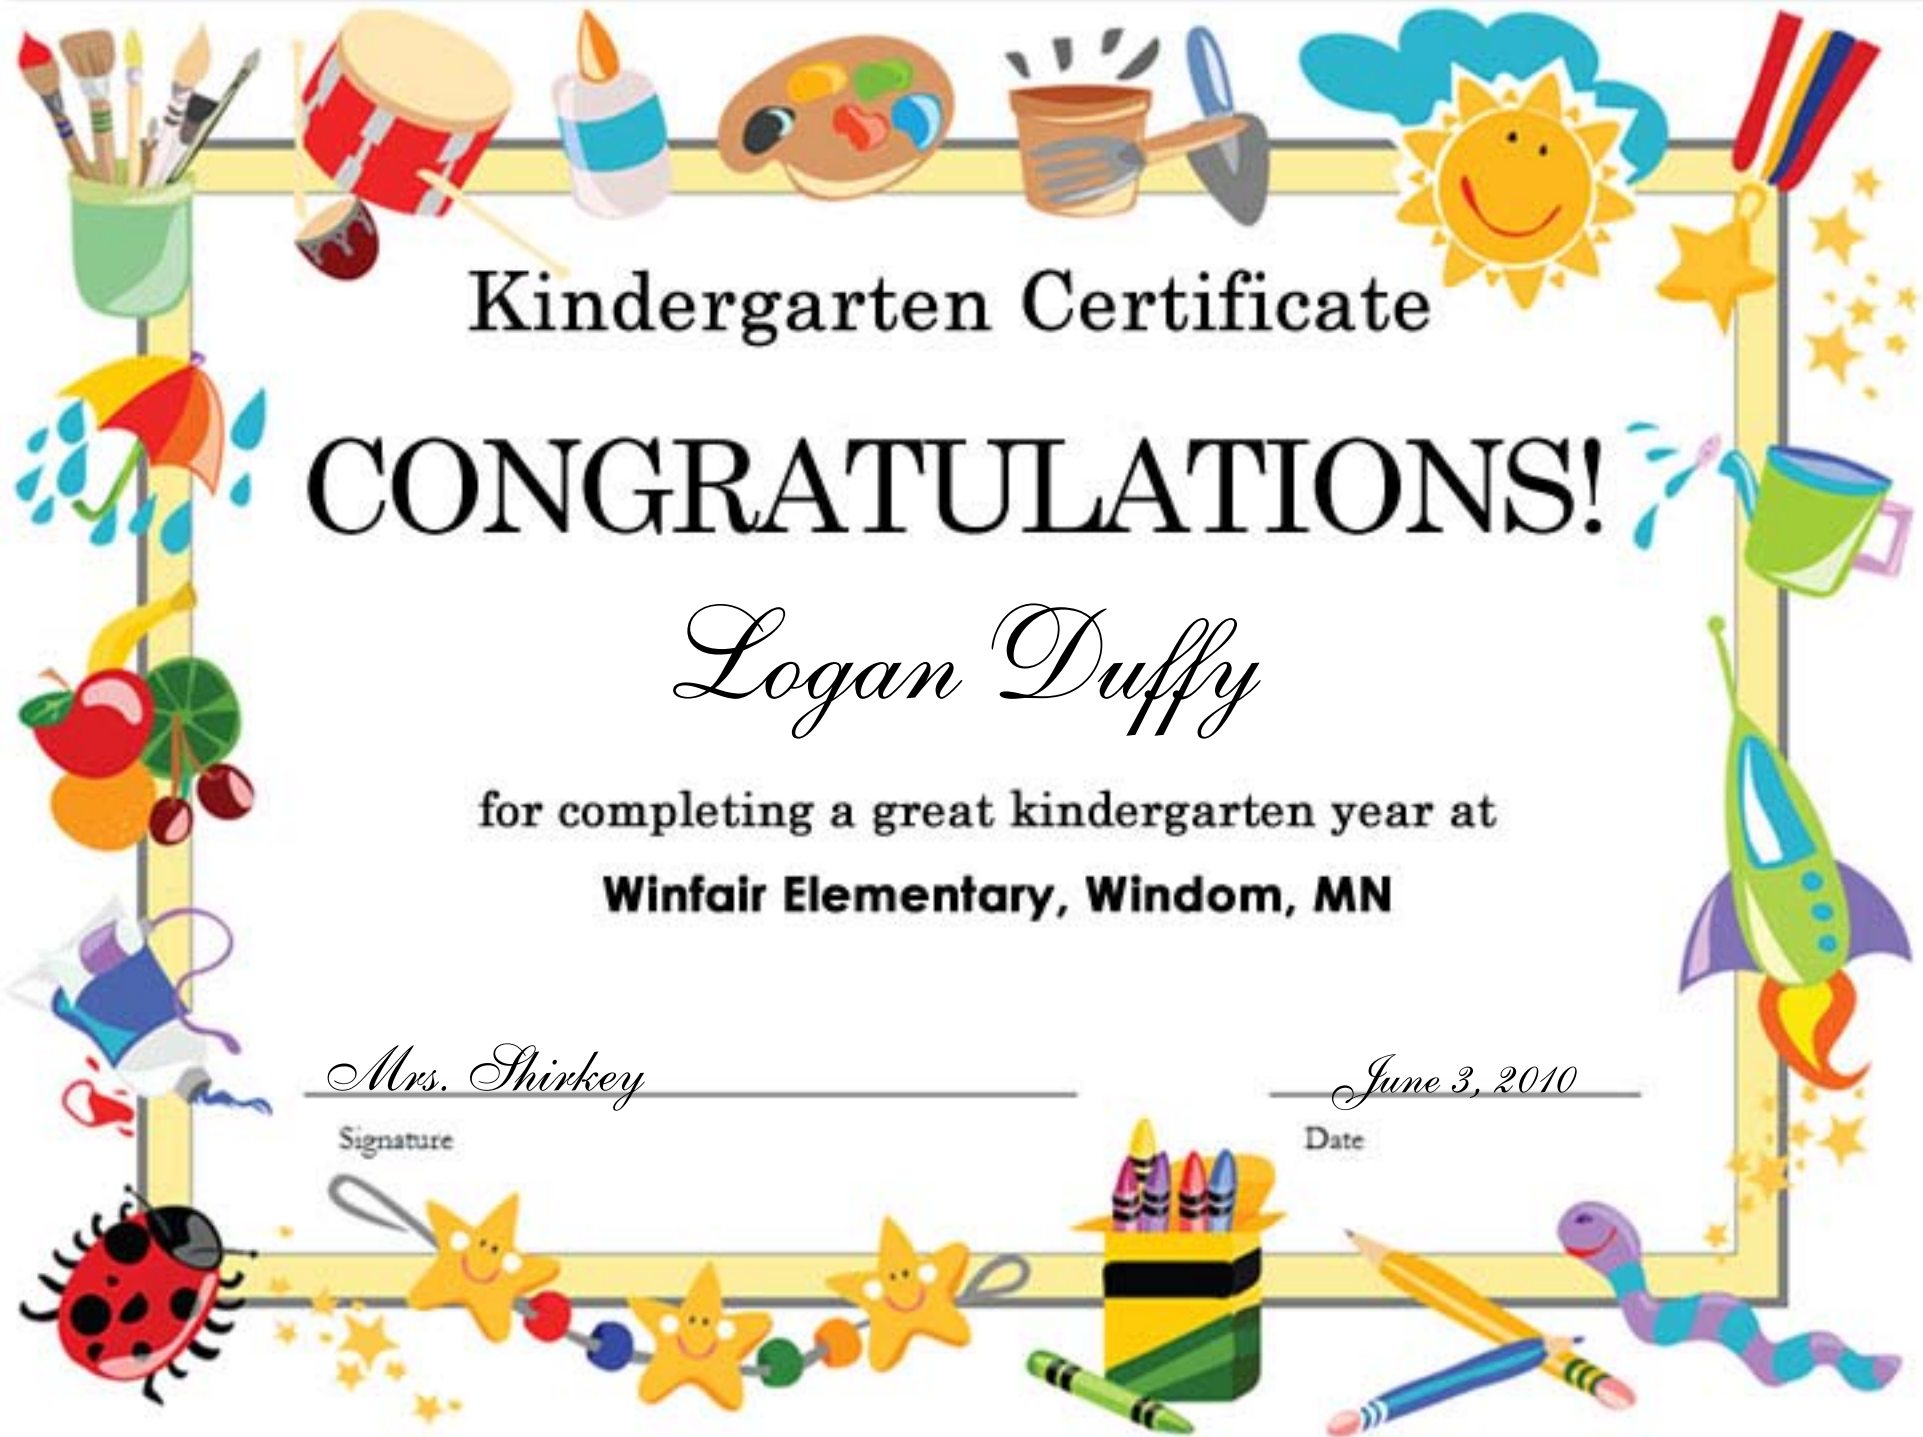 Kindergarten Certificate
CONGRATULATIONS!
Logan Duffy
for completing a great kindergarten year at
Winfair Elementary, Windom, MN
Mrs. Shirkey
June 3, 2010
Signature
Date